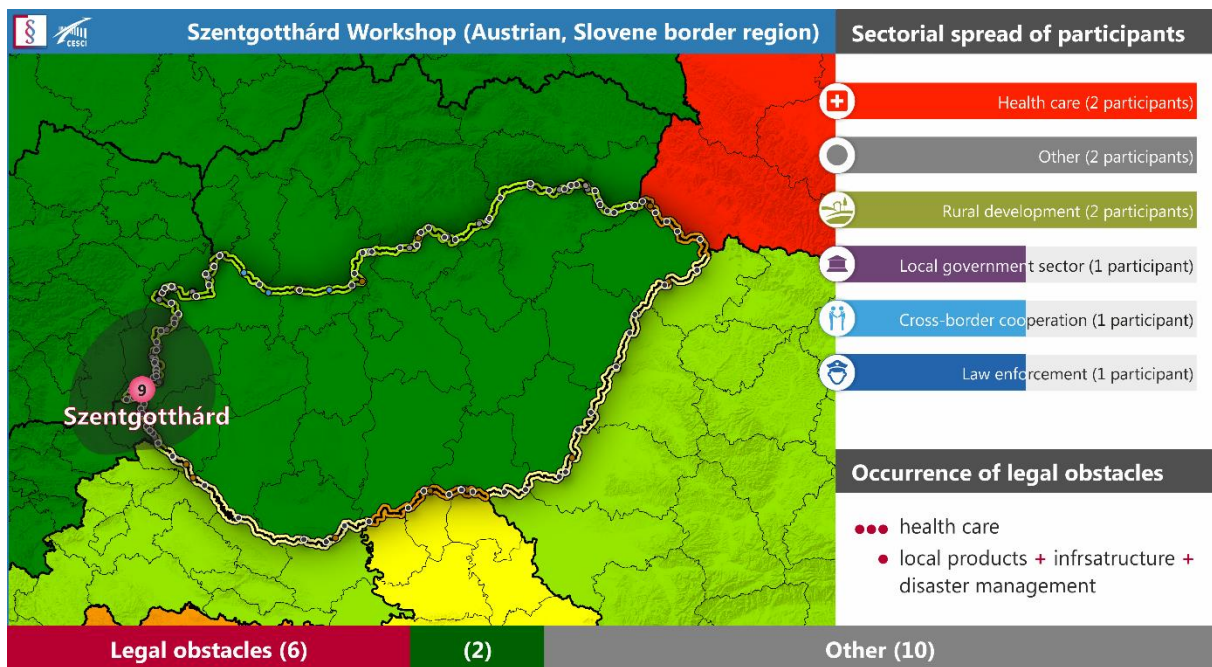 § CESCI Szentgotthárd Workshop (Austrian, Slovene border region)
Sectorial spread of participants
Health care (2 participants)
Other (2 participants)
Rural development (2 participants)
Local government sector (1 participant)
Cross-border cooperation (1 participant)
Law enforcement (1 participant)
9
Szentgotthárd
Occurrence of legal obstacles
●●● health care
● local products + infrsatructure +
disaster management
Legal obstacles (6) (2) Other (10)